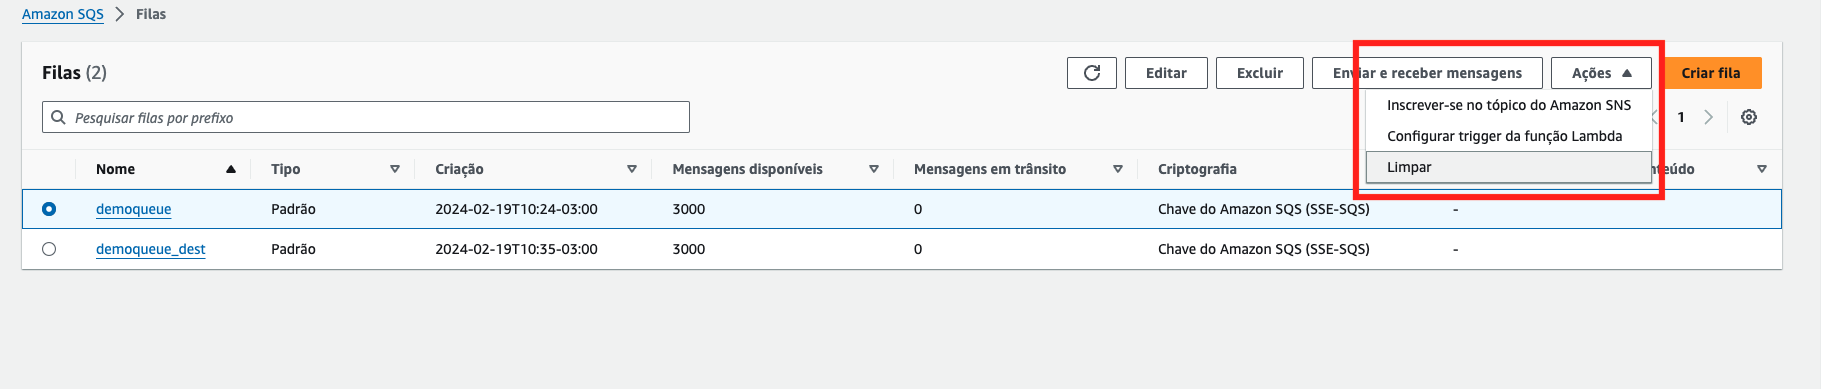 Amazon SQS > Filas
Filas (2)
Editar
Excluir
Enviar e receber mensagens
Ações
Criar fila
Pesquisar filas por prefixo
Inscrever-se no tópico do Amazon SNS
Configurar trigger da função Lambda
Limpar
1
Nome Tipo Criação Mensagens disponíveis Mensagens em trânsito Criptografia
demoqueue Padrão 2024-02-19T10:24-03:00 3000 0 Chave do Amazon SQS (SSE-SQS) -
demoqueue_dest Padrão 2024-02-19T10:35-03:00 3000 0 Chave do Amazon SQS (SSE-SQS) -